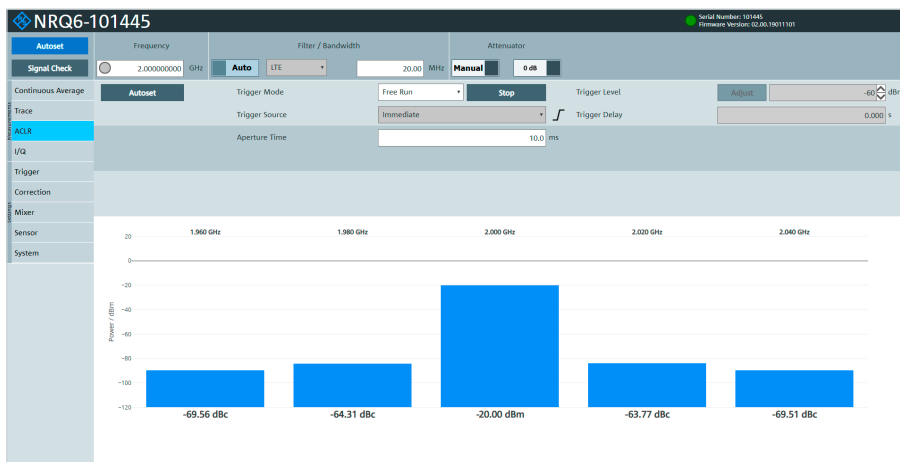 NRQ6-101445
Serial Number: 101445
Firmware Version: 02.00.19011101
Autoset
Signal Check
Frequency
Filter / Bandwidth
Attenuator
2.000000000 GHz
Auto
LTE
20.00 MHz
Manual
0 dB
Measurements
Continuous Average
Trace
ACLR
I/Q
Trigger
Settings
Correction
Mixer
Sensor
System
Autoset
Trigger Mode
Free Run
Stop
Trigger Level
Adjust
-60 dBm
Trigger Source
Immediate
Trigger Delay
0.000 s
Aperture Time
10.0 ms
1.960 GHz
1.980 GHz
2.000 GHz
2.020 GHz
2.040 GHz
Power / dBm
20
0
-20
-40
-60
-80
-100
-120
-69.56 dBc
-64.31 dBc
-20.00 dBm
-63.77 dBc
-69.51 dBc